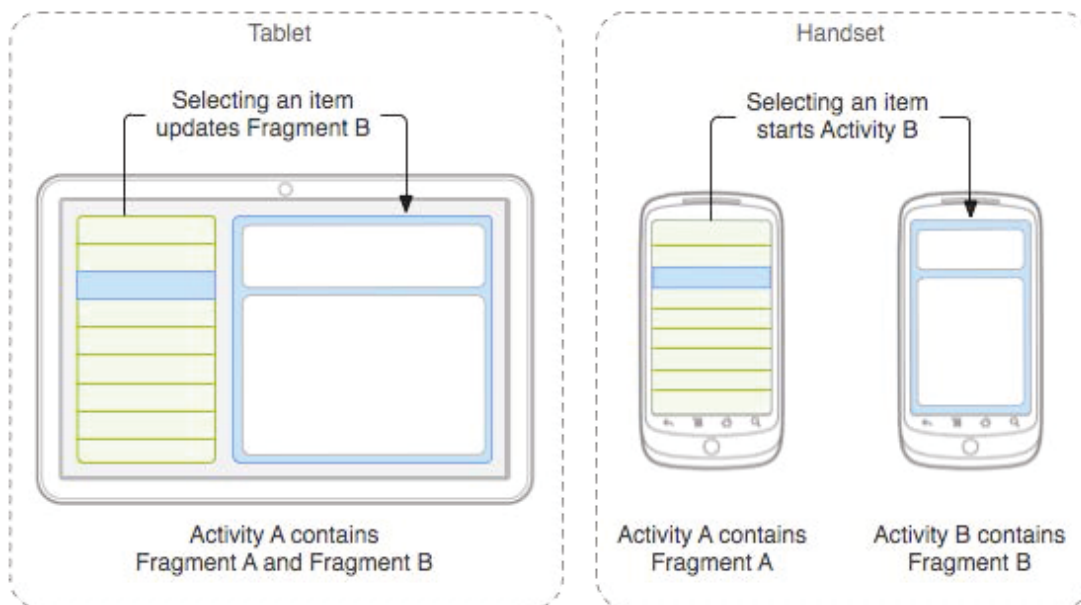 Tablet
Selecting an item
updates Fragment B
Activity A contains
Fragment A and Fragment B
Handset
Selecting an item
starts Activity B
Activity A contains
Fragment A
Activity B contains
Fragment B